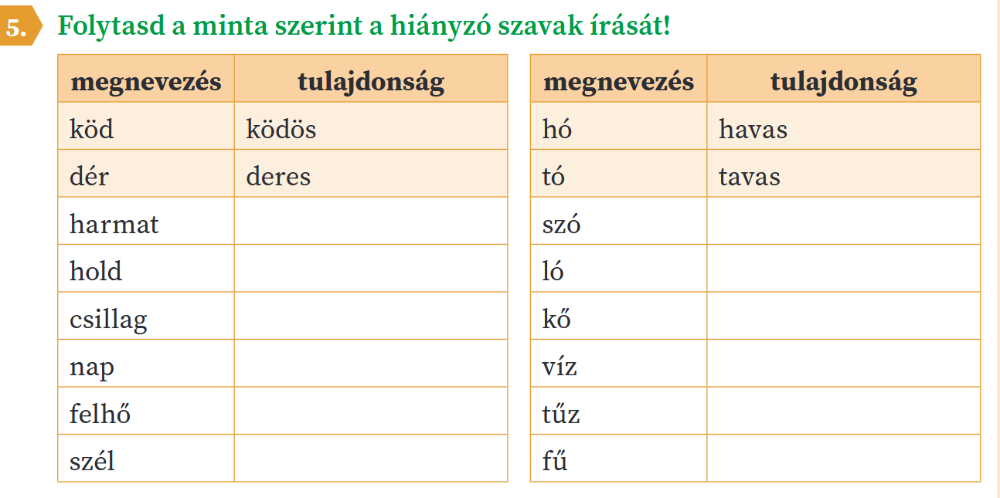 5. Folytasd a minta szerint a hiányzó szavak írását!
megnevezés tulajdonság
köd ködös
dér deres
harmat
hold
csillag
nap
felhő
szél
megnevezés tulajdonság
hó havas
tó tavas
szó
ló
kő
víz
tűz
fű